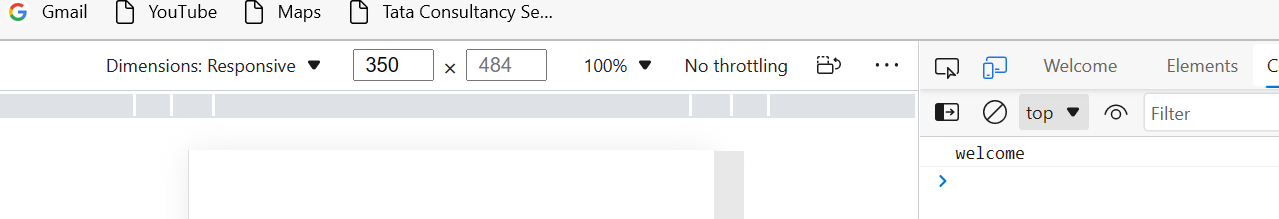 Gmail YouTube Maps Tata Consultancy Se...
Dimensions: Responsive 350 × 484 100% No throttling Welcome Elements
top Filter
welcome